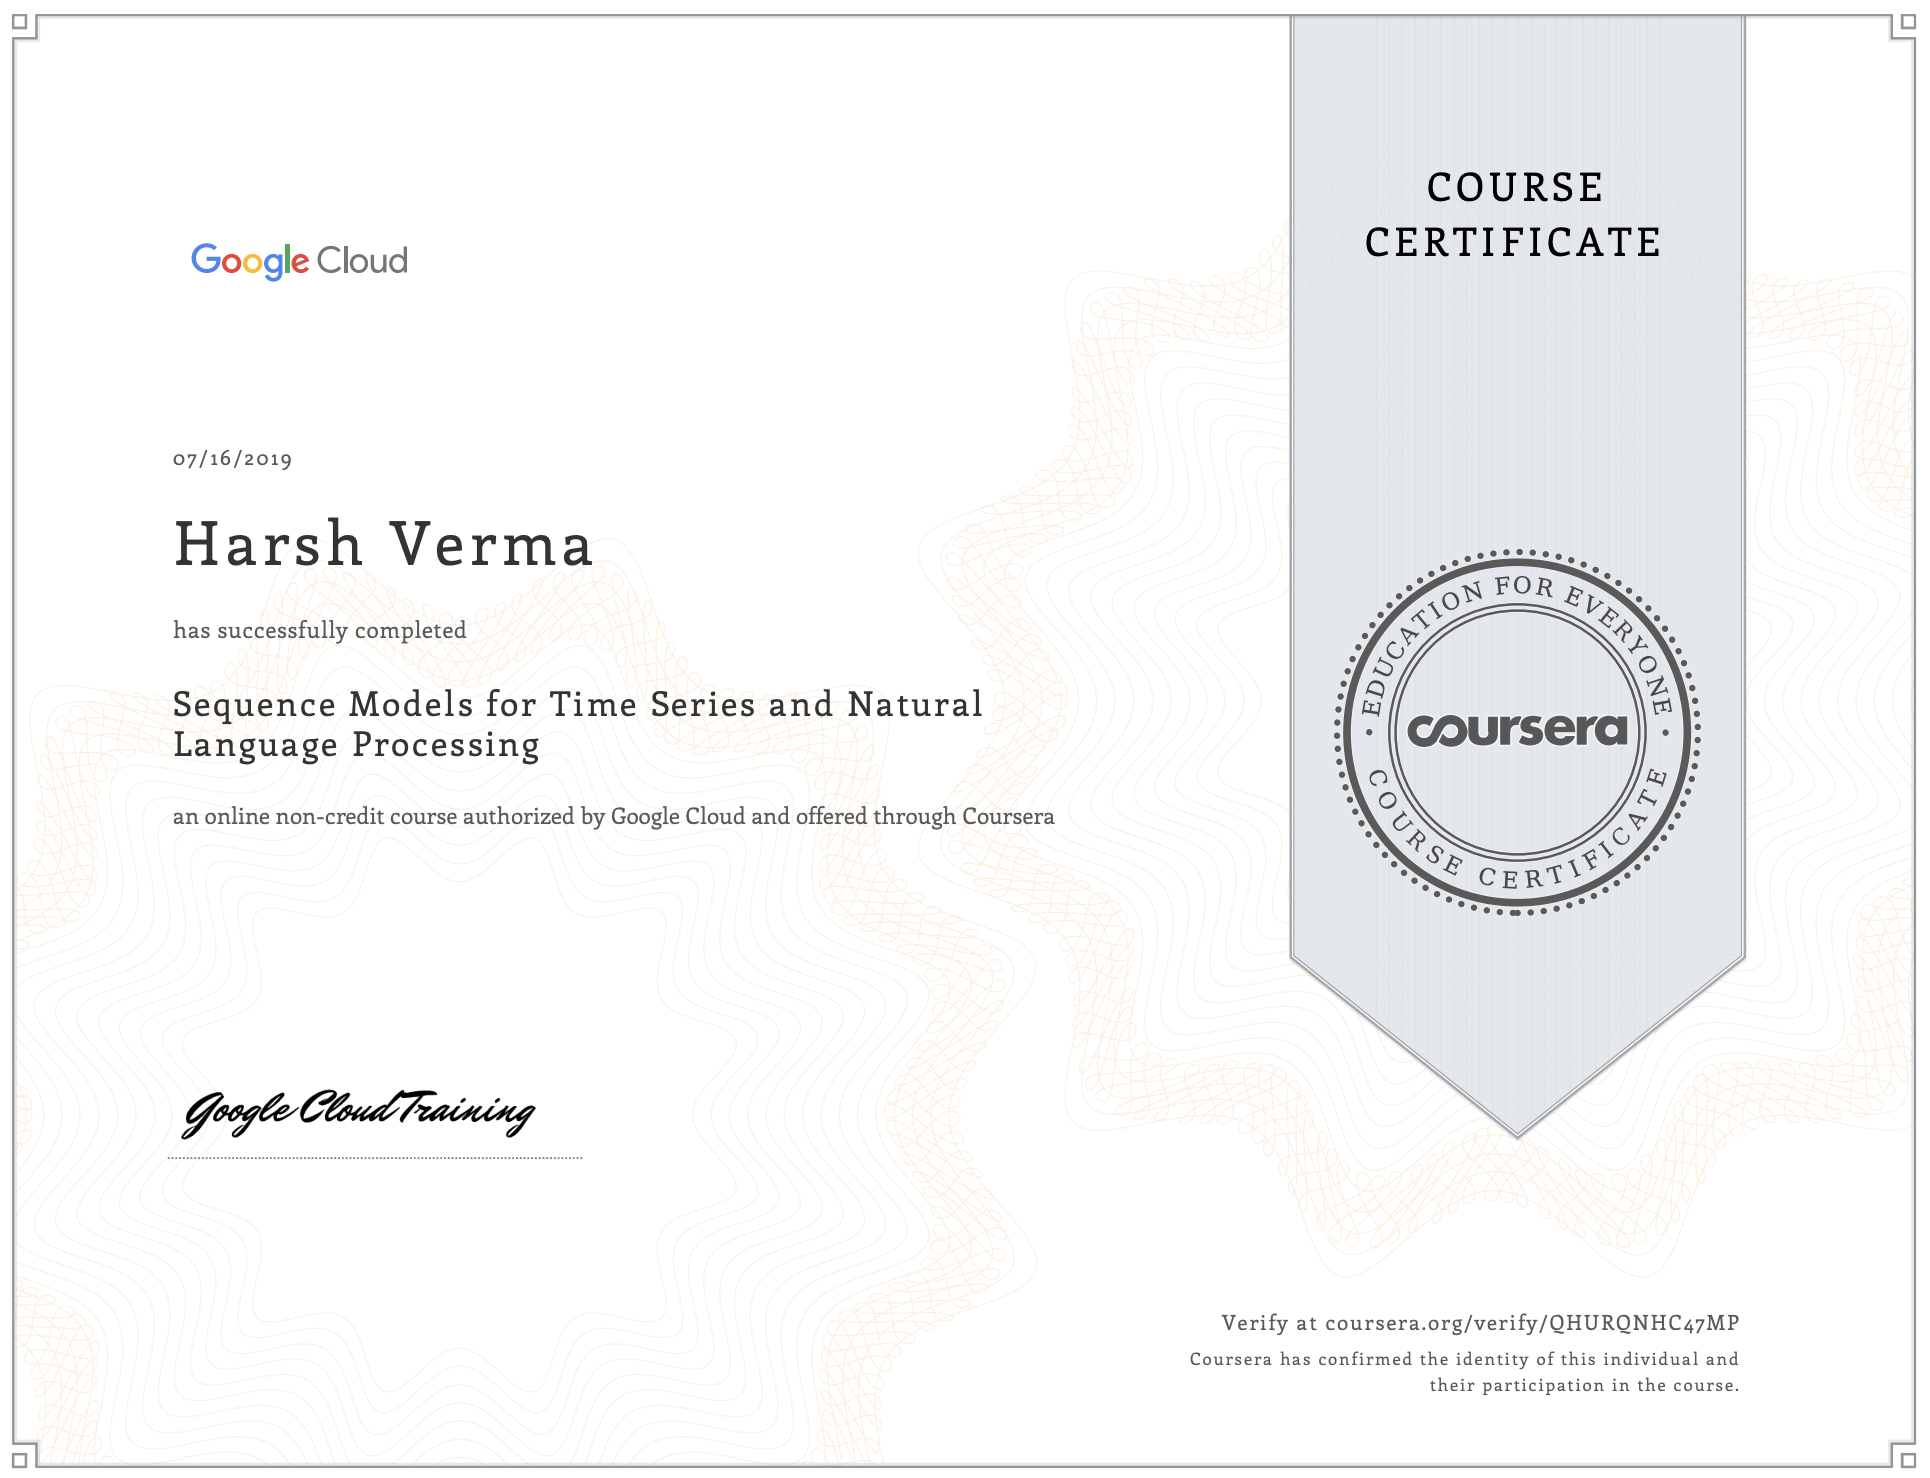 Google Cloud
07/16/2019
Harsh Verma
has successfully completed
Sequence Models for Time Series and Natural
Language Processing
an online non-credit course authorized by Google Cloud and offered through Coursera
Google Cloud Training
COURSE
CERTIFICATE
EDUCATION FOR EVERYONE
coursera
COURSE CERTIFICATE
Verify at coursera.org/verify/QHURQNHC47MP
Coursera has confirmed the identity of this individual and
their participation in the course.